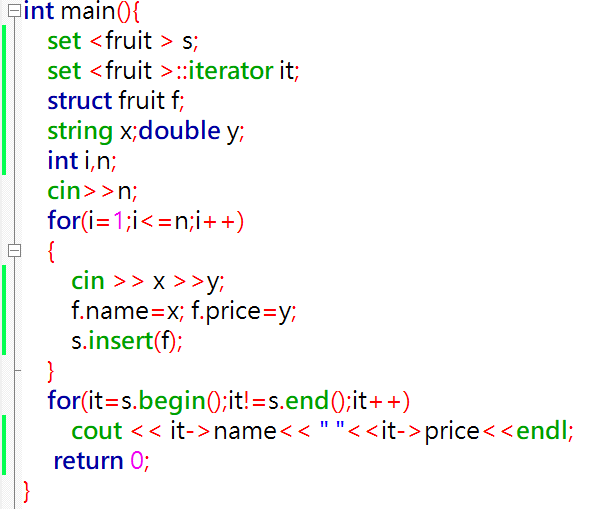 int main(){
set <fruit > s;
set <fruit >::iterator it;
struct fruit f;
string x;double y;
int i,n;
cin>>n;
for(i=1;i<=n;i++)
{
cin >> x >>y;
f.name=x; f.price=y;
s.insert(f);
}
for(it=s.begin();it!=s.end();it++)
cout << it->name<< " "<<it->price<<endl;
return 0;
}